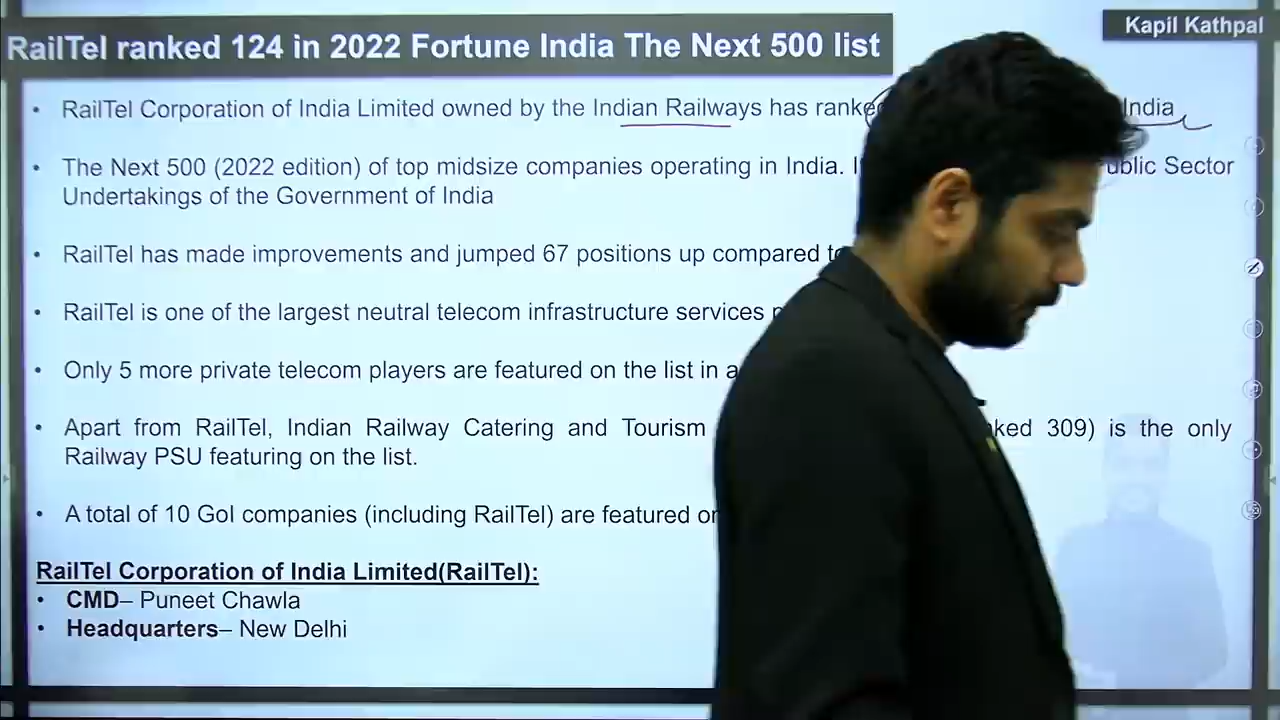 Kapil Kathpal
RailTel ranked 124 in 2022 Fortune India The Next 500 list
• RailTel Corporation of India Limited owned by the Indian Railways has India
• The Next 500 (2022 edition) of top midsize companies operating in India. Sector
Undertakings of the Government of India
• RailTel has made improvements and jumped 67 positions up compared
• RailTel is one of the largest neutral telecom infrastructure services
• Only 5 more private telecom players are featured on the list in
• Apart from RailTel, Indian Railway Catering and Tourism 309) is the only
Railway PSU featuring on the list.
• A total of 10 GoI companies (including RailTel) are featured
RailTel Corporation of India Limited(RailTel):
• CMD– Puneet Chawla
• Headquarters– New Delhi